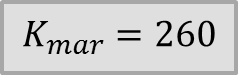 K_mar = 260